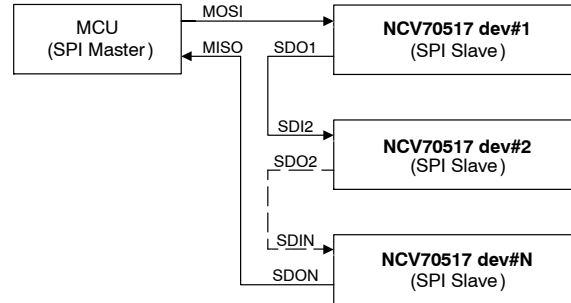 MCU
(SPI Master)
MOSI
MISO
NCV70517 dev#1
(SPI Slave)
SDO1
SDI2
NCV70517 dev#2
(SPI Slave)
SDO2
SDIN
NCV70517 dev#N
(SPI Slave)
SDON